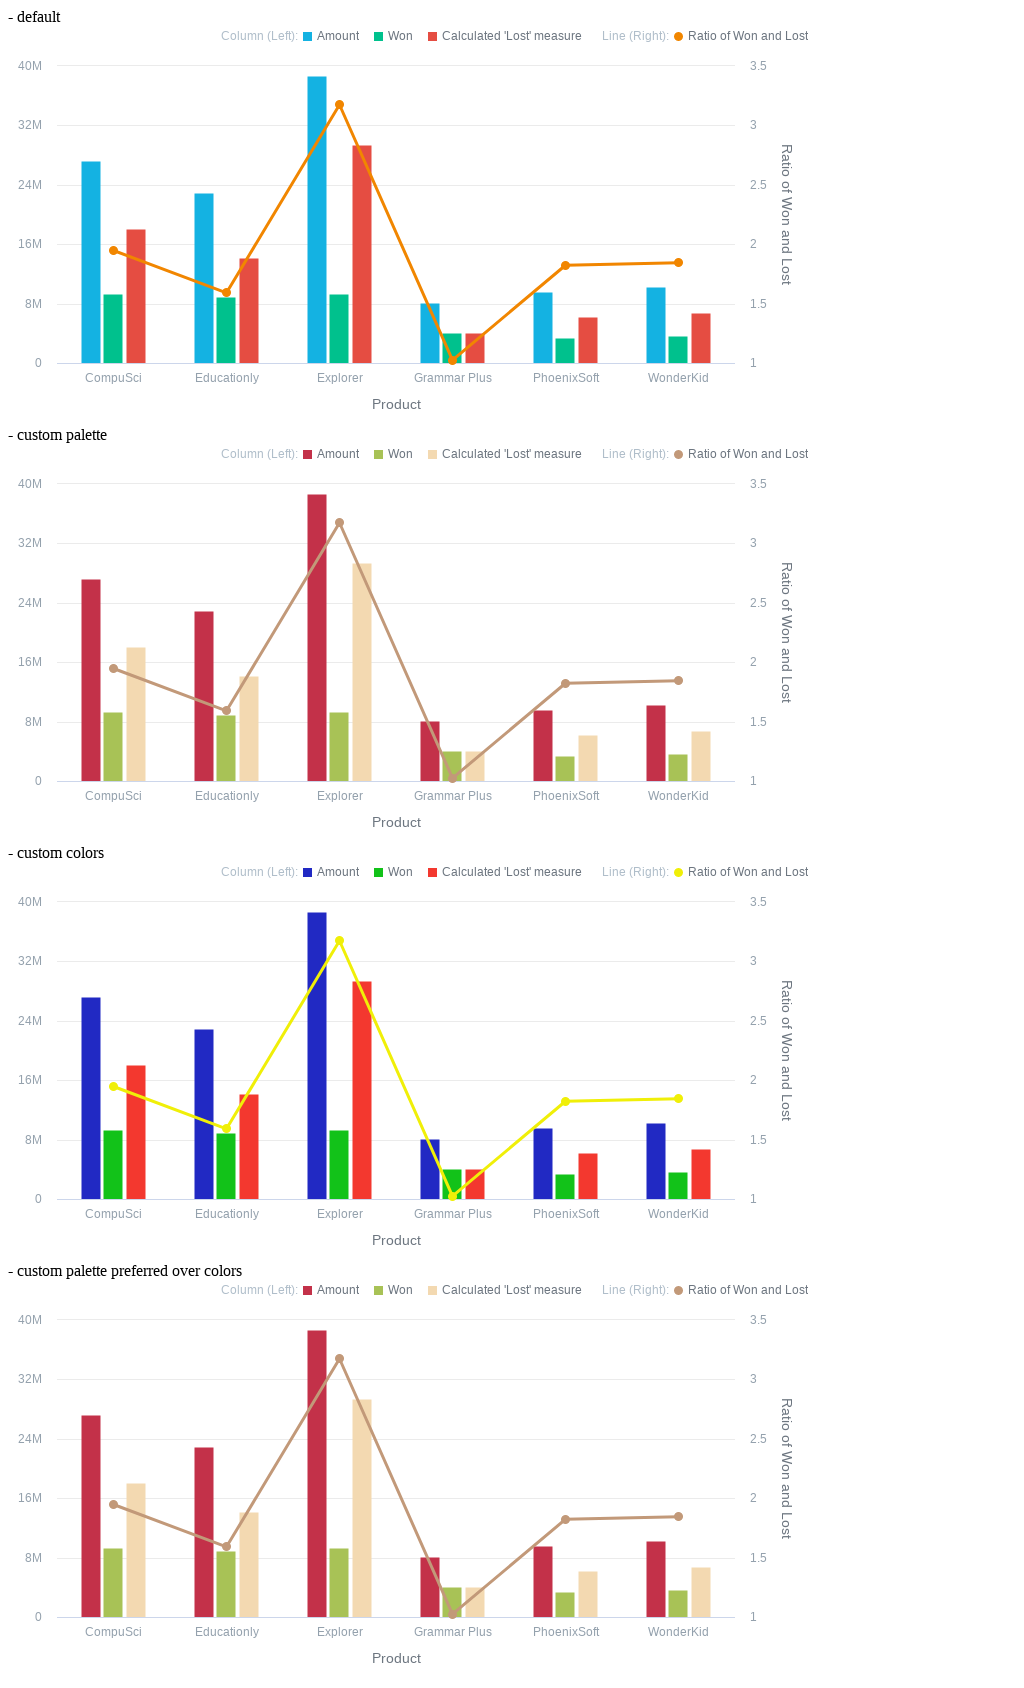 - default
Column (Left): Amount Won Calculated 'Lost' measure Line (Right): Ratio of Won and Lost
40M 3.5
32M 3
24M 2.5
16M 2
8M 1.5
0 1
Ratio of Won and Lost
CompuSci Educationly Explorer Grammar Plus PhoenixSoft WonderKid
Product
- custom palette
Column (Left): Amount Won Calculated 'Lost' measure Line (Right): Ratio of Won and Lost
40M 3.5
32M 3
24M 2.5
16M 2
8M 1.5
0 1
Ratio of Won and Lost
CompuSci Educationly Explorer Grammar Plus PhoenixSoft WonderKid
Product
- custom colors
Column (Left): Amount Won Calculated 'Lost' measure Line (Right): Ratio of Won and Lost
40M 3.5
32M 3
24M 2.5
16M 2
8M 1.5
0 1
Ratio of Won and Lost
CompuSci Educationly Explorer Grammar Plus PhoenixSoft WonderKid
Product
- custom palette preferred over colors
Column (Left): Amount Won Calculated 'Lost' measure Line (Right): Ratio of Won and Lost
40M 3.5
32M 3
24M 2.5
16M 2
8M 1.5
0 1
Ratio of Won and Lost
CompuSci Educationly Explorer Grammar Plus PhoenixSoft WonderKid
Product